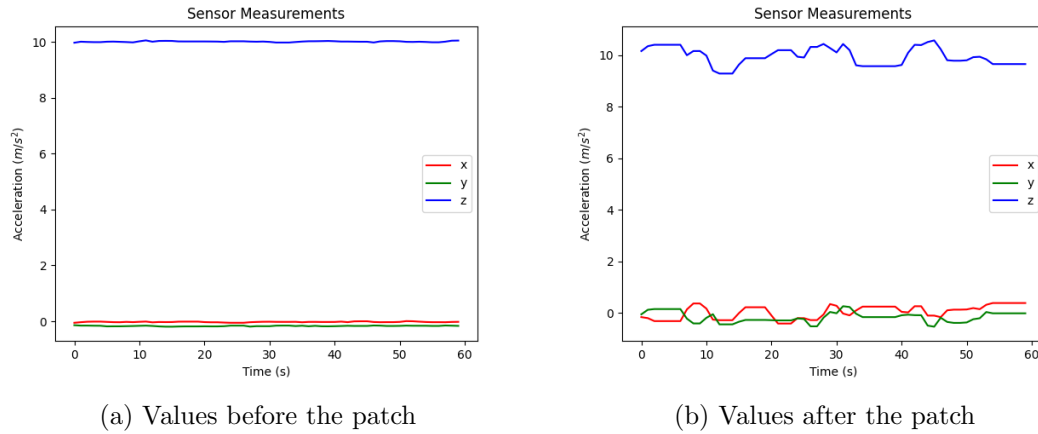 Sensor Measurements
Acceleration (m/s²)
10
8
6
4
2
0
x
y
z
0 10 20 30 40 50 60
Time (s)
(a) Values before the patch
Sensor Measurements
Acceleration (m/s²)
10
8
6
4
2
0
x
y
z
0 10 20 30 40 50 60
Time (s)
(b) Values after the patch